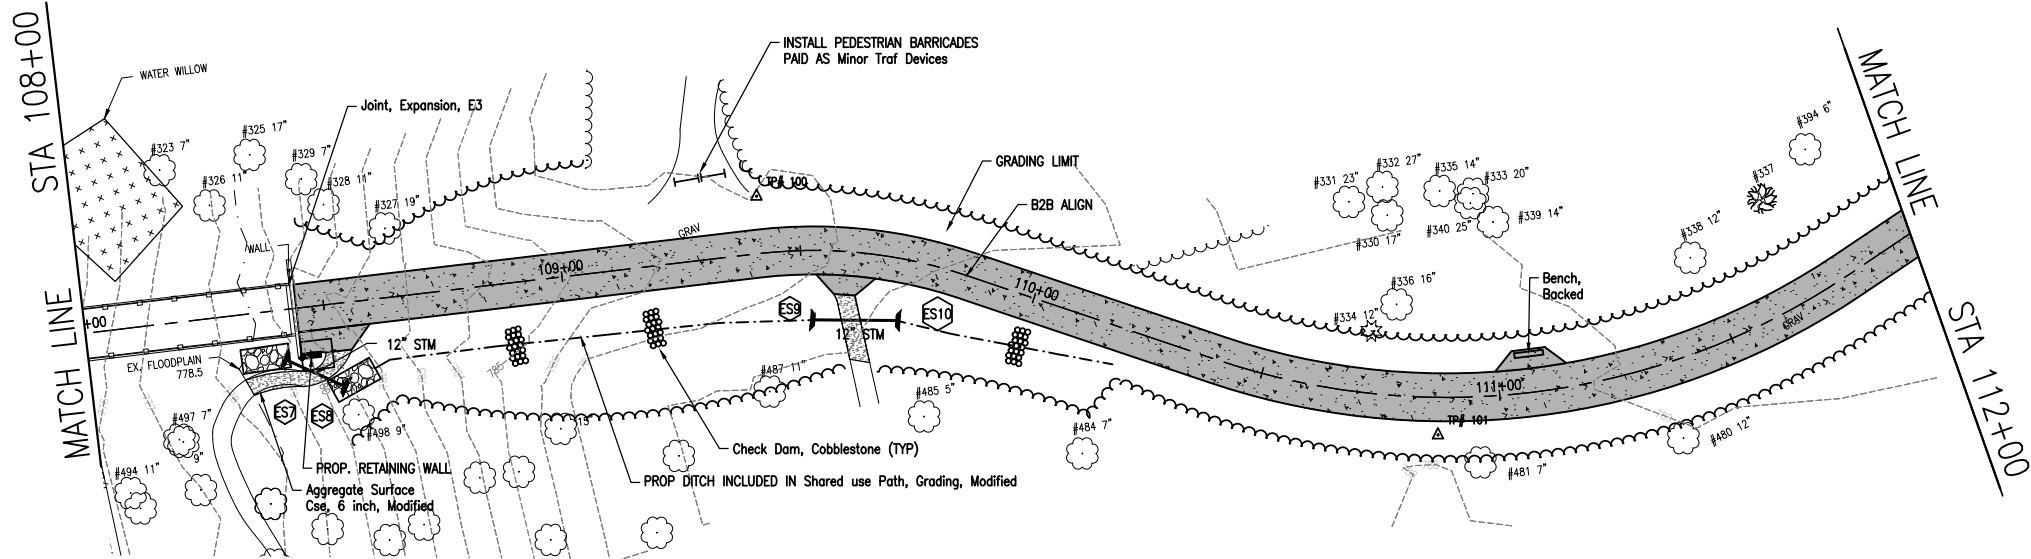 STA 108+00
MATCH LINE
WATER WILLOW
#323 7"
#325 17"
#326 11"
#329 7"
#328 11"
#327 19"
Joint, Expansion, E3
WALL
+00
EX. FLOODPLAIN
778.5
12" STM
ES7
ES8
#497 7"
9"
#498 9"
#494 11"
PROP. RETAINING WALL
Aggregate Surface
Cse, 6 inch, Modified
INSTALL PEDESTRIAN BARRICADES
PAID AS Minor Traf Devices
TP# 100
GRAV
109+00
785
ES9
ES10
12" STM
#487 11"
15"
#485 5"
#484 7"
Check Dam, Cobblestone (TYP)
PROP DITCH INCLUDED IN Shared use Path, Grading, Modified
GRADING LIMIT
B2B ALIGN
110+00
#331 23"
#332 27"
#335 14"
#333 20"
#330 17"
#340 25"
#339 14"
#336 16"
#334 12"
Bench,
Backed
111+00
TP# 101
GRAV
#481 7"
#480 12"
#338 12"
#337
#394 6"
MATCH LINE
STA 112+00